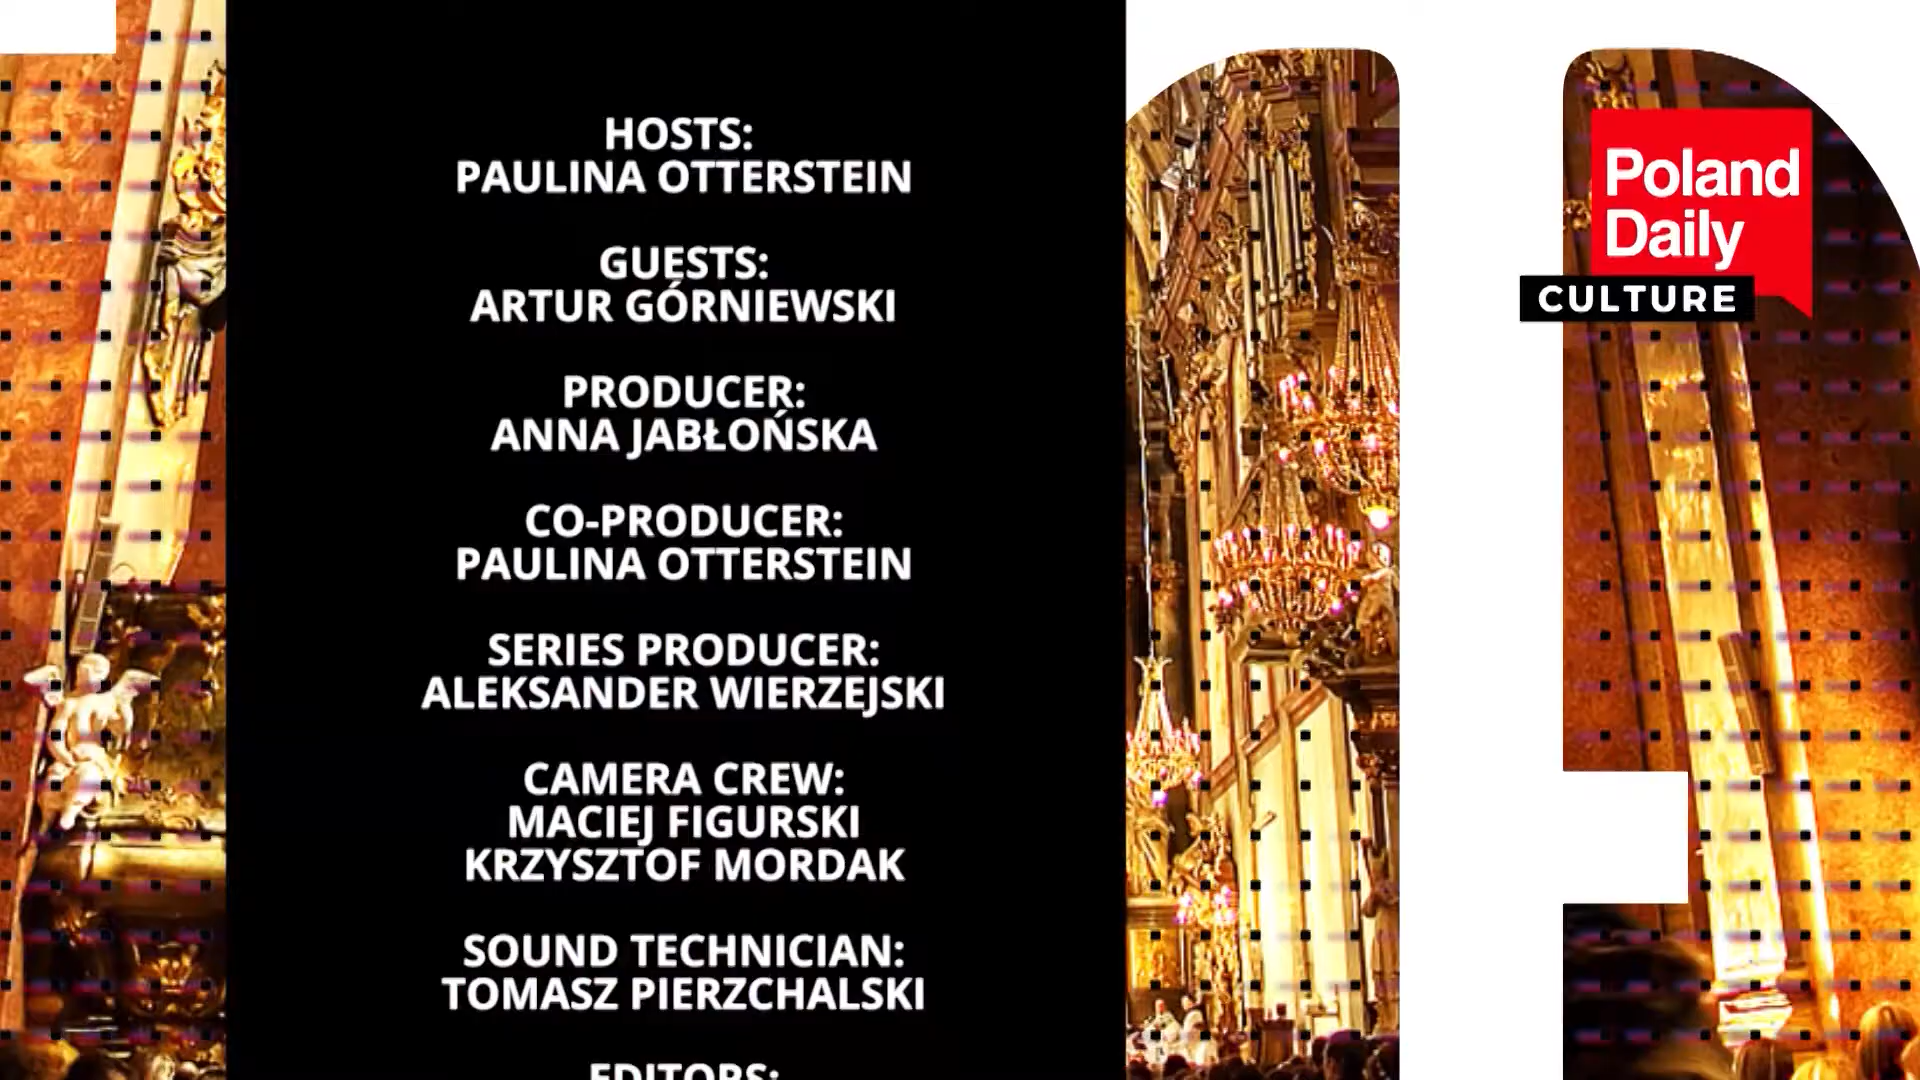 HOSTS:
PAULINA OTTERSTEIN
GUESTS:
ARTUR GÓRNIEWSKI
PRODUCER:
ANNA JABŁOŃSKA
CO-PRODUCER:
PAULINA OTTERSTEIN
SERIES PRODUCER:
ALEKSANDER WIERZEJSKI
CAMERA CREW:
MACIEJ FIGURSKI
KRZYSZTOF MORDAK
SOUND TECHNICIAN:
TOMASZ PIERZCHALSKI
EDITORS:
Poland
Daily
CULTURE